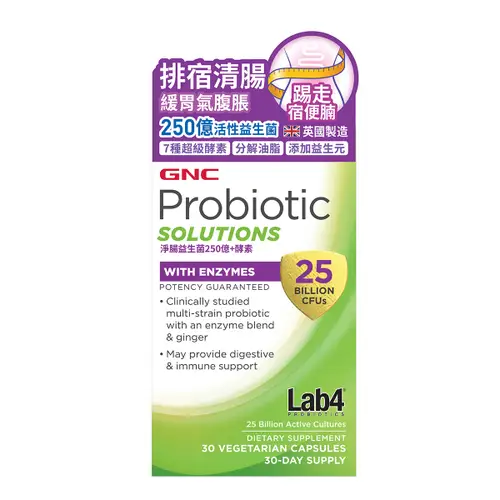 排宿清腸
緩胃氣腹脹
250億活性益生菌
踢走
宿便腩
英國製造
7種超級酵素
分解油脂
添加益生元
GNC
Probiotic
SOLUTIONS
淨腸益生菌250億+酵素
WITH ENZYMES
POTENCY GUARANTEED
• Clinically studied
multi-strain probiotic
with an enzyme blend
& ginger
• May provide digestive
& immune support
25
BILLION
CFUs
Lab4
PROBIOTICS
25 Billion Active Cultures
DIETARY SUPPLEMENT
30 VEGETARIAN CAPSULES
30-DAY SUPPLY